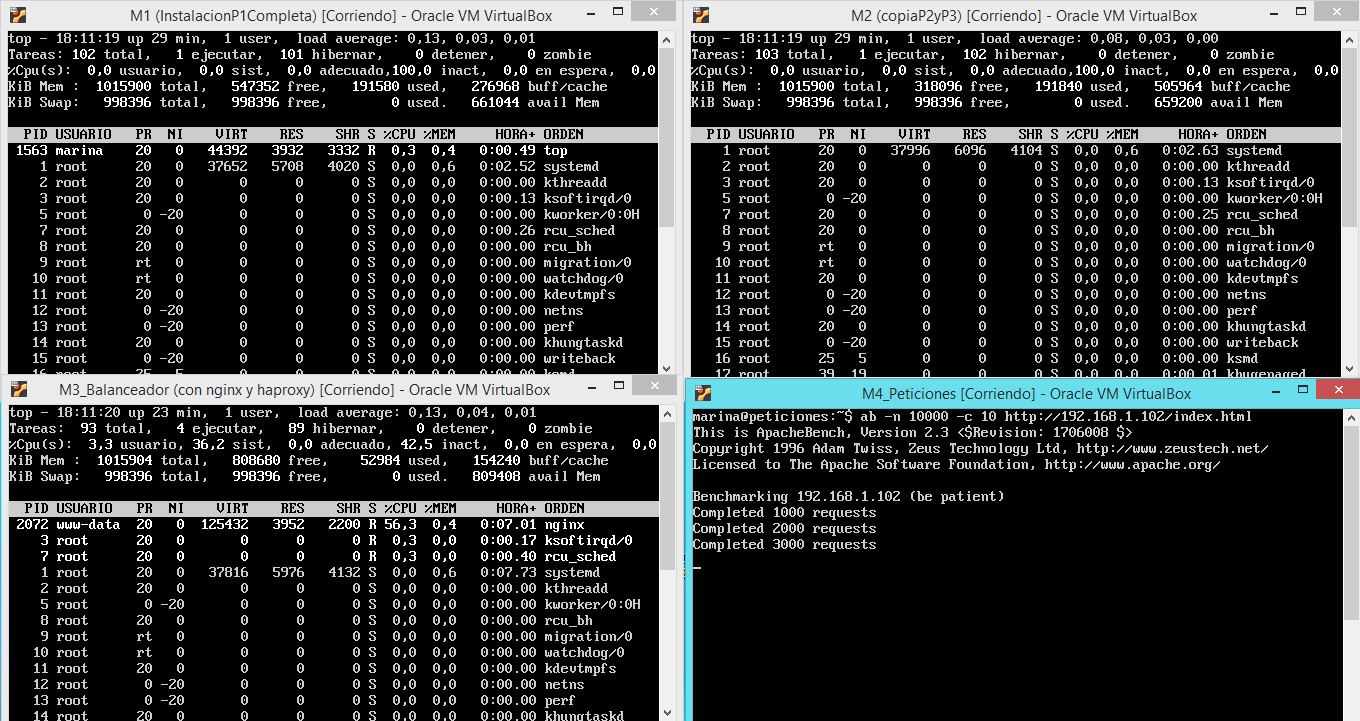 M1 (InstalacionP1Completa) [Corriendo] - Oracle VM VirtualBox
top - 18:11:19 up 29 min, 1 user, load average: 0,13, 0,03, 0,01
Tareas: 102 total, 1 ejecutar, 101 hibernar, 0 detener, 0 zombie
%Cpu(s): 0,0 usuario, 0,0 sist, 0,0 adecuado,100,0 inact, 0,0 en espera, 0,0
KiB Mem : 1015900 total, 547352 free, 191580 used, 276968 buff/cache
KiB Swap: 998396 total, 998396 free, 0 used. 661044 avail Mem
PID USUARIO PR NI VIRT RES SHR S %CPU %MEM HORA+ ORDEN
1563 marina 20 0 44392 3932 3332 R 0,3 0,4 0:00.49 top
1 root 20 0 37652 5708 4020 S 0,0 0,6 0:02.52 systemd
2 root 20 0 0 0 0 S 0,0 0,0 0:00.00 kthreadd
3 root 20 0 0 0 0 S 0,0 0,0 0:00.13 ksoftirqd/0
5 root 0 -20 0 0 0 S 0,0 0,0 0:00.00 kworker/0:0H
7 root 20 0 0 0 0 S 0,0 0,0 0:00.26 rcu_sched
8 root 20 0 0 0 0 S 0,0 0,0 0:00.00 rcu_bh
9 root rt 0 0 0 0 S 0,0 0,0 0:00.00 migration/0
10 root rt 0 0 0 0 S 0,0 0,0 0:00.00 watchdog/0
11 root 20 0 0 0 0 S 0,0 0,0 0:00.00 kdevtmpfs
12 root 0 -20 0 0 0 S 0,0 0,0 0:00.00 netns
13 root 0 -20 0 0 0 S 0,0 0,0 0:00.00 perf
14 root 20 0 0 0 0 S 0,0 0,0 0:00.00 khungtaskd
15 root 0 -20 0 0 0 S 0,0 0,0 0:00.00 writeback
16 root 25 5 0 0 0 S 0,0 0,0 0:00.00 ksmd
M2 (copiaP2yP3) [Corriendo] - Oracle VM VirtualBox
top - 18:11:19 up 29 min, 1 user, load average: 0,08, 0,03, 0,00
Tareas: 103 total, 1 ejecutar, 102 hibernar, 0 detener, 0 zombie
%Cpu(s): 0,0 usuario, 0,0 sist, 0,0 adecuado,100,0 inact, 0,0 en espera, 0,0
KiB Mem : 1015900 total, 318096 free, 191840 used, 505964 buff/cache
KiB Swap: 998396 total, 998396 free, 0 used. 659200 avail Mem
PID USUARIO PR NI VIRT RES SHR S %CPU %MEM HORA+ ORDEN
1 root 20 0 37996 6096 4104 S 0,0 0,6 0:02.63 systemd
2 root 20 0 0 0 0 S 0,0 0,0 0:00.00 kthreadd
3 root 20 0 0 0 0 S 0,0 0,0 0:00.13 ksoftirqd/0
5 root 0 -20 0 0 0 S 0,0 0,0 0:00.00 kworker/0:0H
7 root 20 0 0 0 0 S 0,0 0,0 0:00.25 rcu_sched
8 root 20 0 0 0 0 S 0,0 0,0 0:00.00 rcu_bh
9 root rt 0 0 0 0 S 0,0 0,0 0:00.00 migration/0
10 root rt 0 0 0 0 S 0,0 0,0 0:00.00 watchdog/0
11 root 20 0 0 0 0 S 0,0 0,0 0:00.00 kdevtmpfs
12 root 0 -20 0 0 0 S 0,0 0,0 0:00.00 netns
13 root 0 -20 0 0 0 S 0,0 0,0 0:00.00 perf
14 root 20 0 0 0 0 S 0,0 0,0 0:00.00 khungtaskd
15 root 0 -20 0 0 0 S 0,0 0,0 0:00.00 writeback
16 root 25 5 0 0 0 S 0,0 0,0 0:00.00 ksmd
17 root 39 19 0 0 0 S 0,0 0,0 0:00.01 khugepaged
M3_Balanceador (con nginx y haproxy) [Corriendo] - Oracle VM VirtualBox
top - 18:11:20 up 23 min, 1 user, load average: 0,13, 0,04, 0,01
Tareas: 93 total, 4 ejecutar, 89 hibernar, 0 detener, 0 zombie
%Cpu(s): 3,3 usuario, 36,2 sist, 0,0 adecuado, 42,5 inact, 0,0 en espera, 0,0
KiB Mem : 1015904 total, 808680 free, 52984 used, 154240 buff/cache
KiB Swap: 998396 total, 998396 free, 0 used. 809408 avail Mem
PID USUARIO PR NI VIRT RES SHR S %CPU %MEM HORA+ ORDEN
2072 www-data 20 0 125432 3952 2200 R 56,3 0,4 0:07.01 nginx
3 root 20 0 0 0 0 R 0,3 0,0 0:00.17 ksoftirqd/0
7 root 20 0 0 0 0 R 0,3 0,0 0:00.40 rcu_sched
1 root 20 0 37816 5976 4132 S 0,0 0,6 0:07.73 systemd
2 root 20 0 0 0 0 S 0,0 0,0 0:00.00 kthreadd
5 root 0 -20 0 0 0 S 0,0 0,0 0:00.00 kworker/0:0H
8 root 20 0 0 0 0 S 0,0 0,0 0:00.00 rcu_bh
9 root rt 0 0 0 0 S 0,0 0,0 0:00.00 migration/0
10 root rt 0 0 0 0 S 0,0 0,0 0:00.00 watchdog/0
11 root 20 0 0 0 0 S 0,0 0,0 0:00.00 kdevtmpfs
12 root 0 -20 0 0 0 S 0,0 0,0 0:00.00 netns
13 root 0 -20 0 0 0 S 0,0 0,0 0:00.00 perf
14 root 20 0 0 0 0 S 0,0 0,0 0:00.00 khungtaskd
M4_Peticiones [Corriendo] - Oracle VM VirtualBox
marina@peticiones:~$ ab -n 10000 -c 10 http://192.168.1.102/index.html
This is ApacheBench, Version 2.3 <$Revision: 1706008 $>
Copyright 1996 Adam Twiss, Zeus Technology Ltd, http://www.zeustech.net/
Licensed to The Apache Software Foundation, http://www.apache.org/
Benchmarking 192.168.1.102 (be patient)
Completed 1000 requests
Completed 2000 requests
Completed 3000 requests